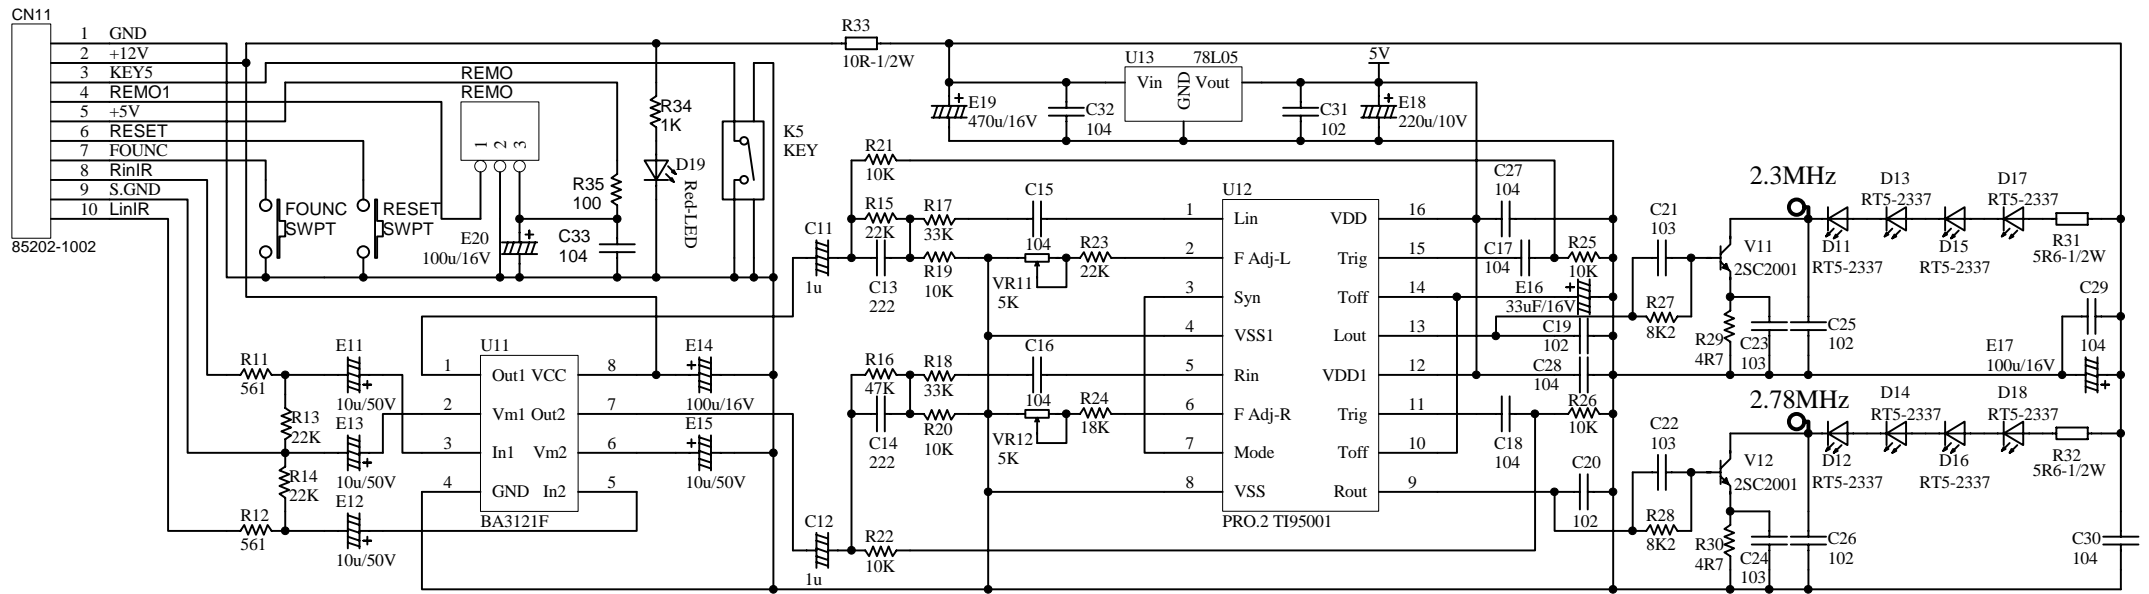 CN11
1 GND
2 +12V
3 KEY5
4 REMO1
5 +5V
6 RESET
7 FOUNC
8 RinIR
9 S.GND
10 LinIR
85202-1002
FOUNC
SWPT
RESET
SWPT
REMO
REMO
1 2 3
E20
100u/16V
R35
100
C33
104
R34
1K
D19
Red-LED
K5
KEY
R33
10R-1/2W
E19
470u/16V
C32
104
U13 78L05
Vin GND Vout
C31
102
5V
E18
220u/10V
R11
561
R12
561
R13
22K
R14
22K
E11
10u/50V
E13
10u/50V
E12
10u/50V
U11
1 Out1 VCC 8
2 Vm1 Out2 7
3 In1 Vm2 6
4 GND In2 5
BA3121F
E14
100u/16V
E15
10u/50V
C11
1u
C12
1u
R21
10K
R15
22K
C13
222
R17
33K
R19
10K
C15
104
VR11
5K
R23
22K
R16
47K
C14
222
R18
33K
R20
10K
C16
104
VR12
5K
R24
18K
R22
10K
U12
1 Lin VDD 16
2 F Adj-L Trig 15
3 Syn Toff 14
4 VSS1 Lout 13
5 Rin VDD1 12
6 F Adj-R Trig 11
7 Mode Toff 10
8 VSS Rout 9
PRO.2 TI95001
C27
104
C17
104
R25
10K
E16
33uF/16V
C19
102
C28
104
C18
104
R26
10K
C20
102
C21
103
R27
8K2
V11
2SC2001
R29
4R7
C23
103
C25
102
2.3MHz
D11
RT5-2337
D13
RT5-2337
D15
RT5-2337
D17
RT5-2337
R31
5R6-1/2W
C29
104
E17
100u/16V
C22
103
R28
8K2
V12
2SC2001
R30
4R7
C24
103
C26
102
2.78MHz
D12
RT5-2337
D14
RT5-2337
D16
RT5-2337
D18
RT5-2337
R32
5R6-1/2W
C30
104